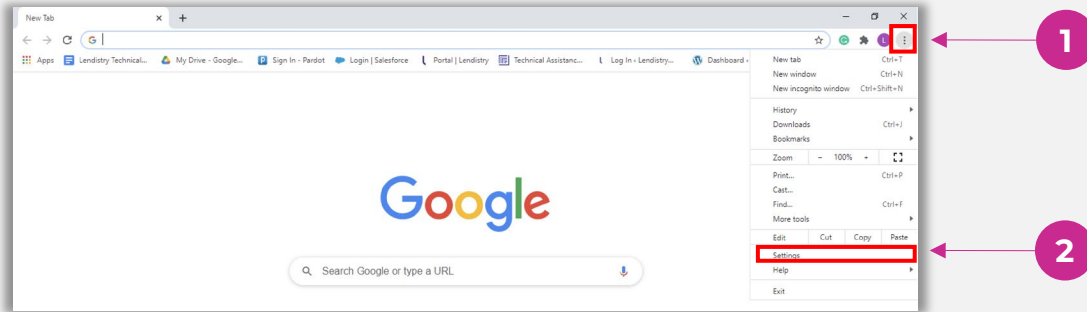 New Tab
G
Apps Lendistry Technical... My Drive - Google... Sign In - Pardot Login | Salesforce Portal | Lendistry Technical Assistanc... Log In ‹ Lendistry... Dashboard ‹
L
1
New tab Ctrl+T
New window Ctrl+N
New incognito window Ctrl+Shift+N
History
Downloads Ctrl+J
Bookmarks
Zoom - 100% +
Print... Ctrl+P
Cast...
Find... Ctrl+F
More tools
Edit Cut Copy Paste
Settings
2
Help
Exit
Google
Search Google or type a URL